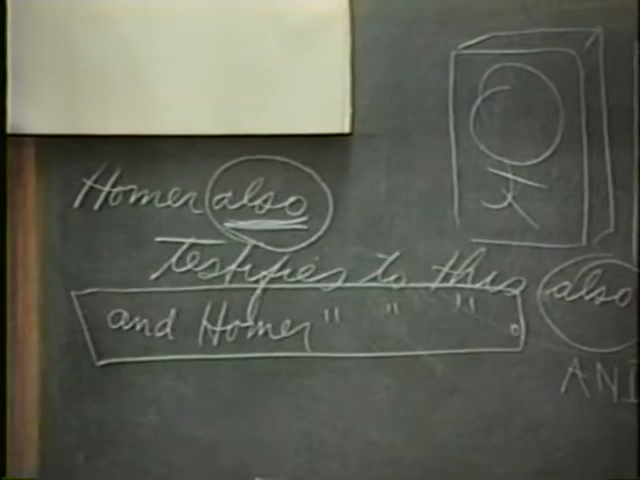 Homer also
testifies to this
also
and Homer " " "
ANI